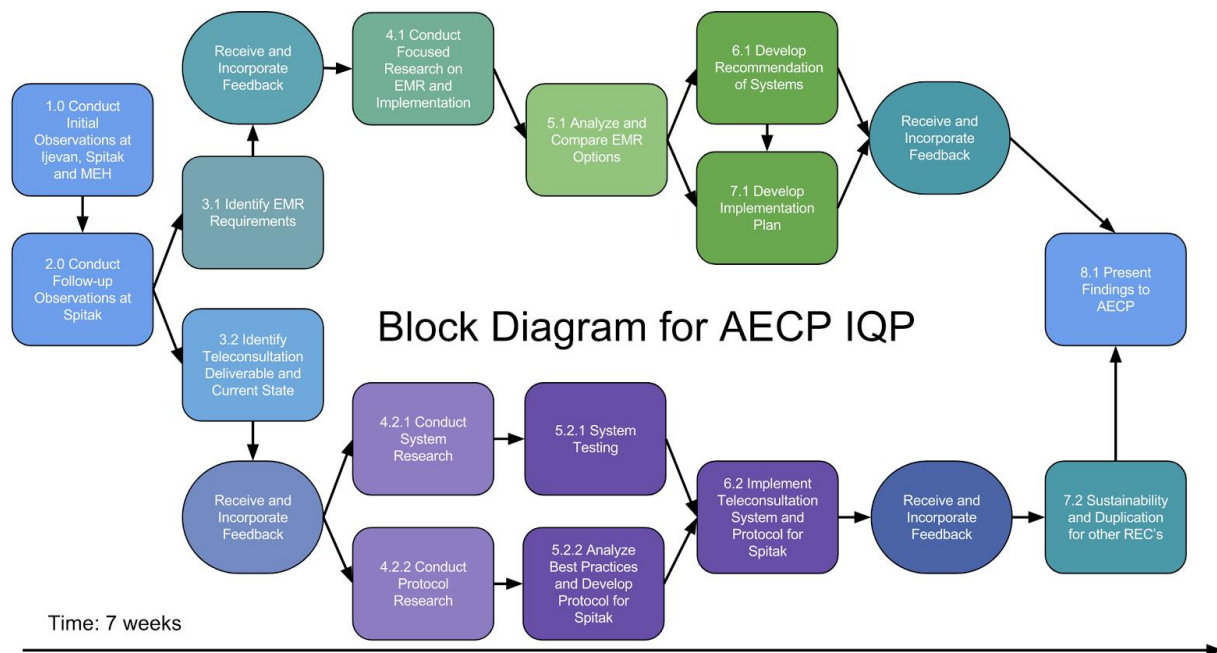 1.0 Conduct
Initial
Observations at
Ijevan, Spitak
and MEH
2.0 Conduct
Follow-up
Observations at
Spitak
Receive and
Incorporate
Feedback
3.1 Identify EMR
Requirements
3.2 Identify
Teleconsultation
Deliverable and
Current State
Receive and
Incorporate
Feedback
4.1 Conduct
Focused
Research on
EMR and
Implementation
5.1 Analyze and
Compare EMR
Options
6.1 Develop
Recommendation
of Systems
7.1 Develop
Implementation
Plan
Receive and
Incorporate
Feedback
8.1 Present
Findings to
AECP
Block Diagram for AECP IQP
4.2.1 Conduct
System
Research
5.2.1 System
Testing
4.2.2 Conduct
Protocol
Research
5.2.2 Analyze
Best Practices
and Develop
Protocol for
Spitak
6.2 Implement
Teleconsultation
System and
Protocol for
Spitak
Receive and
Incorporate
Feedback
7.2 Sustainability
and Duplication
for other REC's
Time: 7 weeks